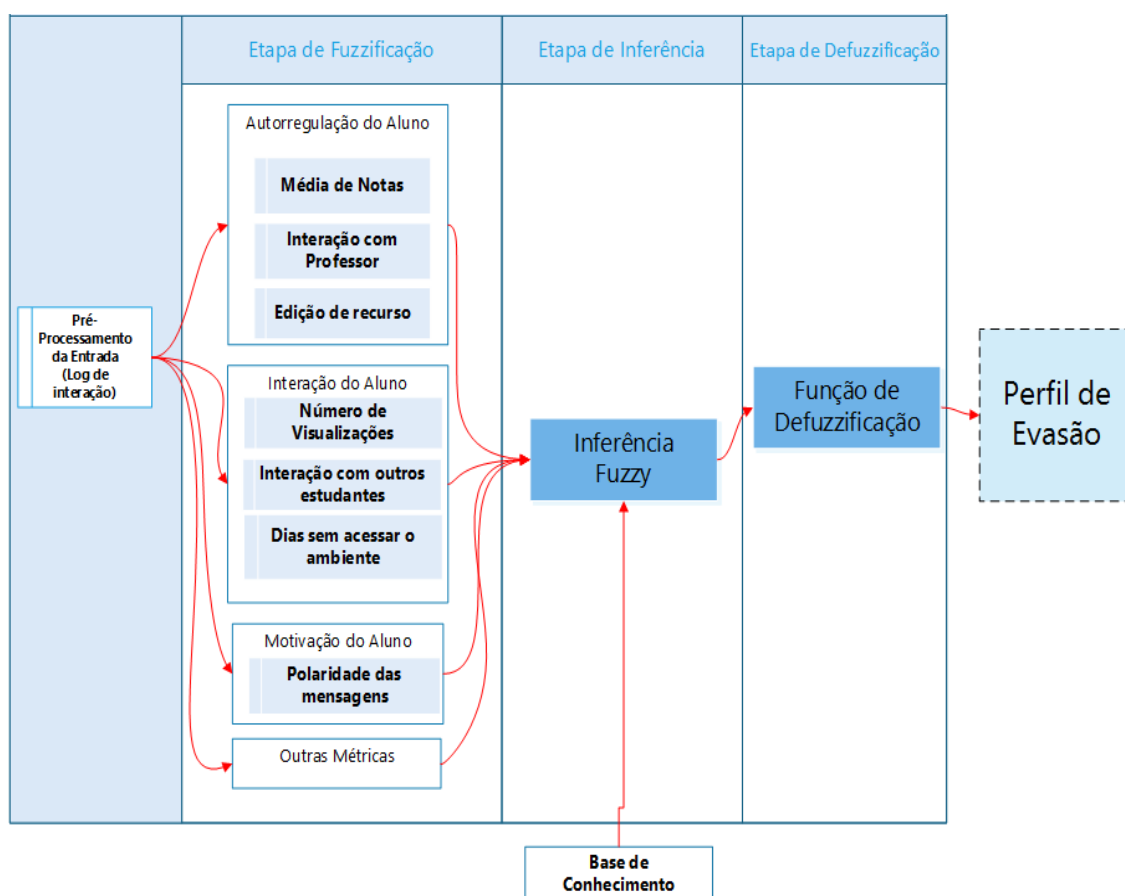 Etapa de Fuzzificação
Etapa de Inferência
Etapa de Defuzzificação
Autorregulação do Aluno
Média de Notas
Interação com
Professor
Edição de recurso
Pré-
Processamento
da Entrada
(Log de
interação)
Interação do Aluno
Número de
Visualizações
Interação com outros
estudantes
Dias sem acessar o
ambiente
Motivação do Aluno
Polaridade das
mensagens
Outras Métricas
Inferência
Fuzzy
Função de
Defuzzificação
Perfil de
Evasão
Base de
Conhecimento